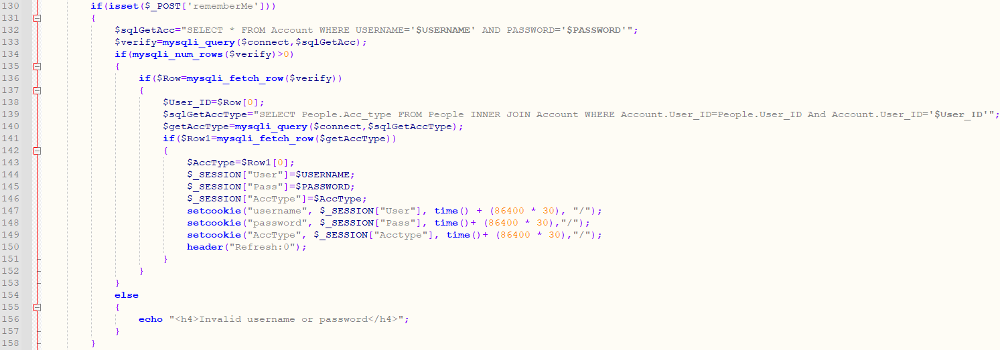 130 if(isset($_POST['rememberMe']))
131 {
132 $sqlGetAcc="SELECT * FROM Account WHERE USERNAME='$USERNAME' AND PASSWORD='$PASSWORD'";
133 $verify=mysqli_query($connect,$sqlGetAcc);
134 if(mysqli_num_rows($verify)>0)
135 {
136 if($Row=mysqli_fetch_row($verify))
137 {
138 $User_ID=$Row[0];
139 $sqlGetAccType="SELECT People.Acc_type FROM People INNER JOIN Account WHERE Account.User_ID=People.User_ID And Account.User_ID='$User_ID'";
140 $getAccType=mysqli_query($connect,$sqlGetAccType);
141 if($Row1=mysqli_fetch_row($getAccType))
142 {
143 $AccType=$Row1[0];
144 $_SESSION["User"]=$USERNAME;
145 $_SESSION["Pass"]=$PASSWORD;
146 $_SESSION["AccType"]=$AccType;
147 setcookie("username", $_SESSION["User"], time() + (86400 * 30), "/");
148 setcookie("password", $_SESSION["Pass"], time()+ (86400 * 30),"/");
149 setcookie("AccType", $_SESSION["Acctype"], time()+ (86400 * 30),"/");
150 header("Refresh:0");
151 }
152 }
153 }
154 else
155 {
156 echo "<h4>Invalid username or password</h4>";
157 }
158 }